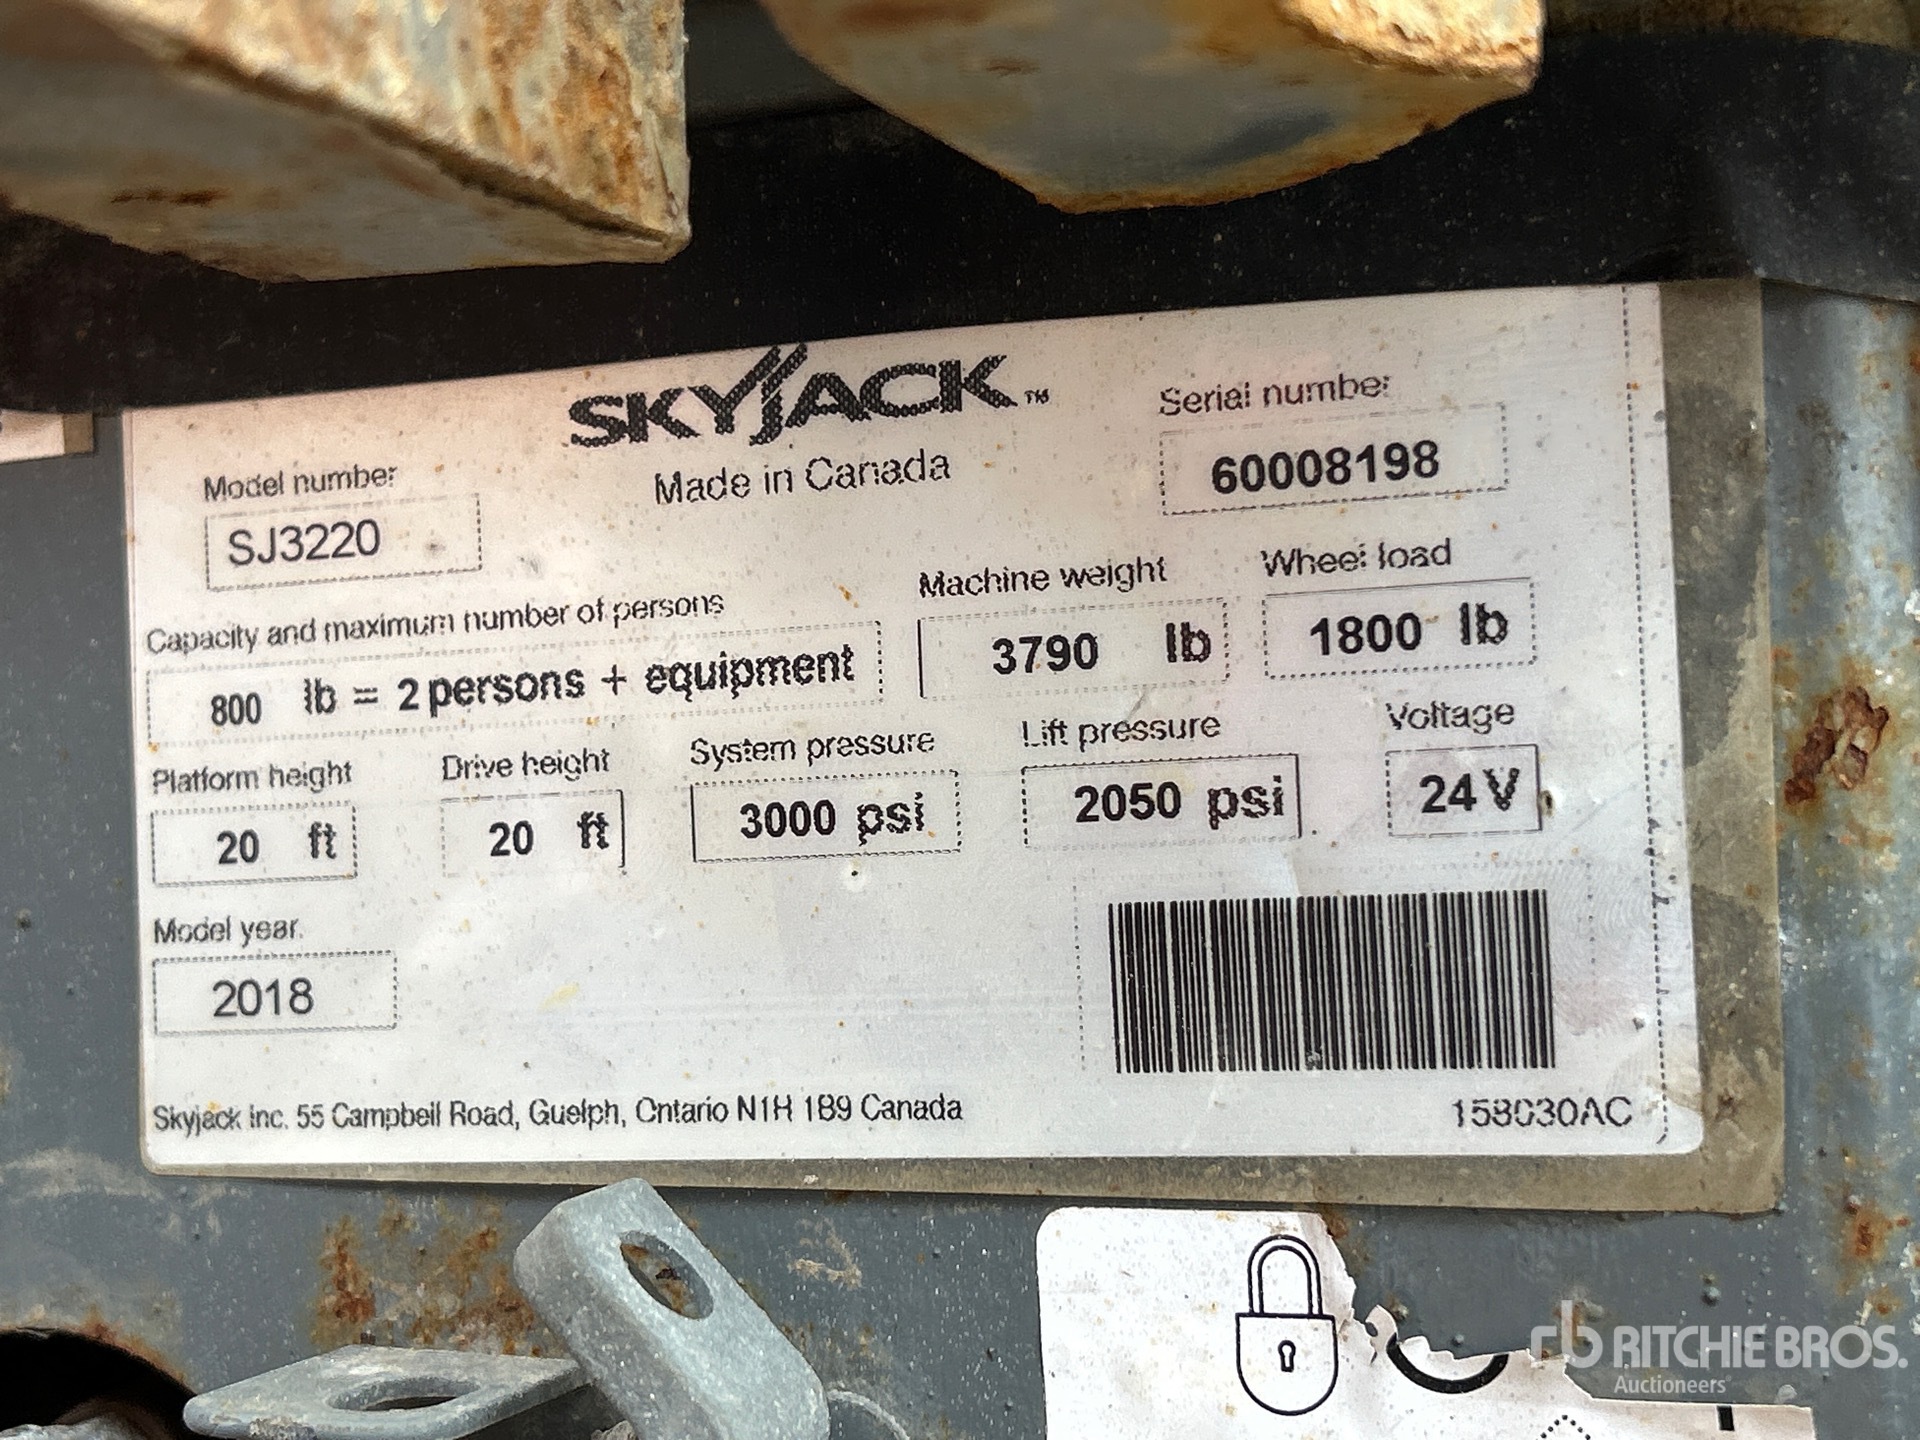 SKYJACK™
Made in Canada
Serial number
60008198
Model number
SJ3220
Capacity and maximum number of persons
800 lb = 2 persons + equipment
Machine weight
3790 lb
Wheel load
1800 lb
Platform height
20 ft
Drive height
20 ft
System pressure
3000 psi
Lift pressure
2050 psi
Voltage
24 V
Model year
2018
Skyjack Inc. 55 Campbell Road, Guelph, Ontario N1H 1B9 Canada
158030AC
rb RITCHIE BROS.
Auctioneers